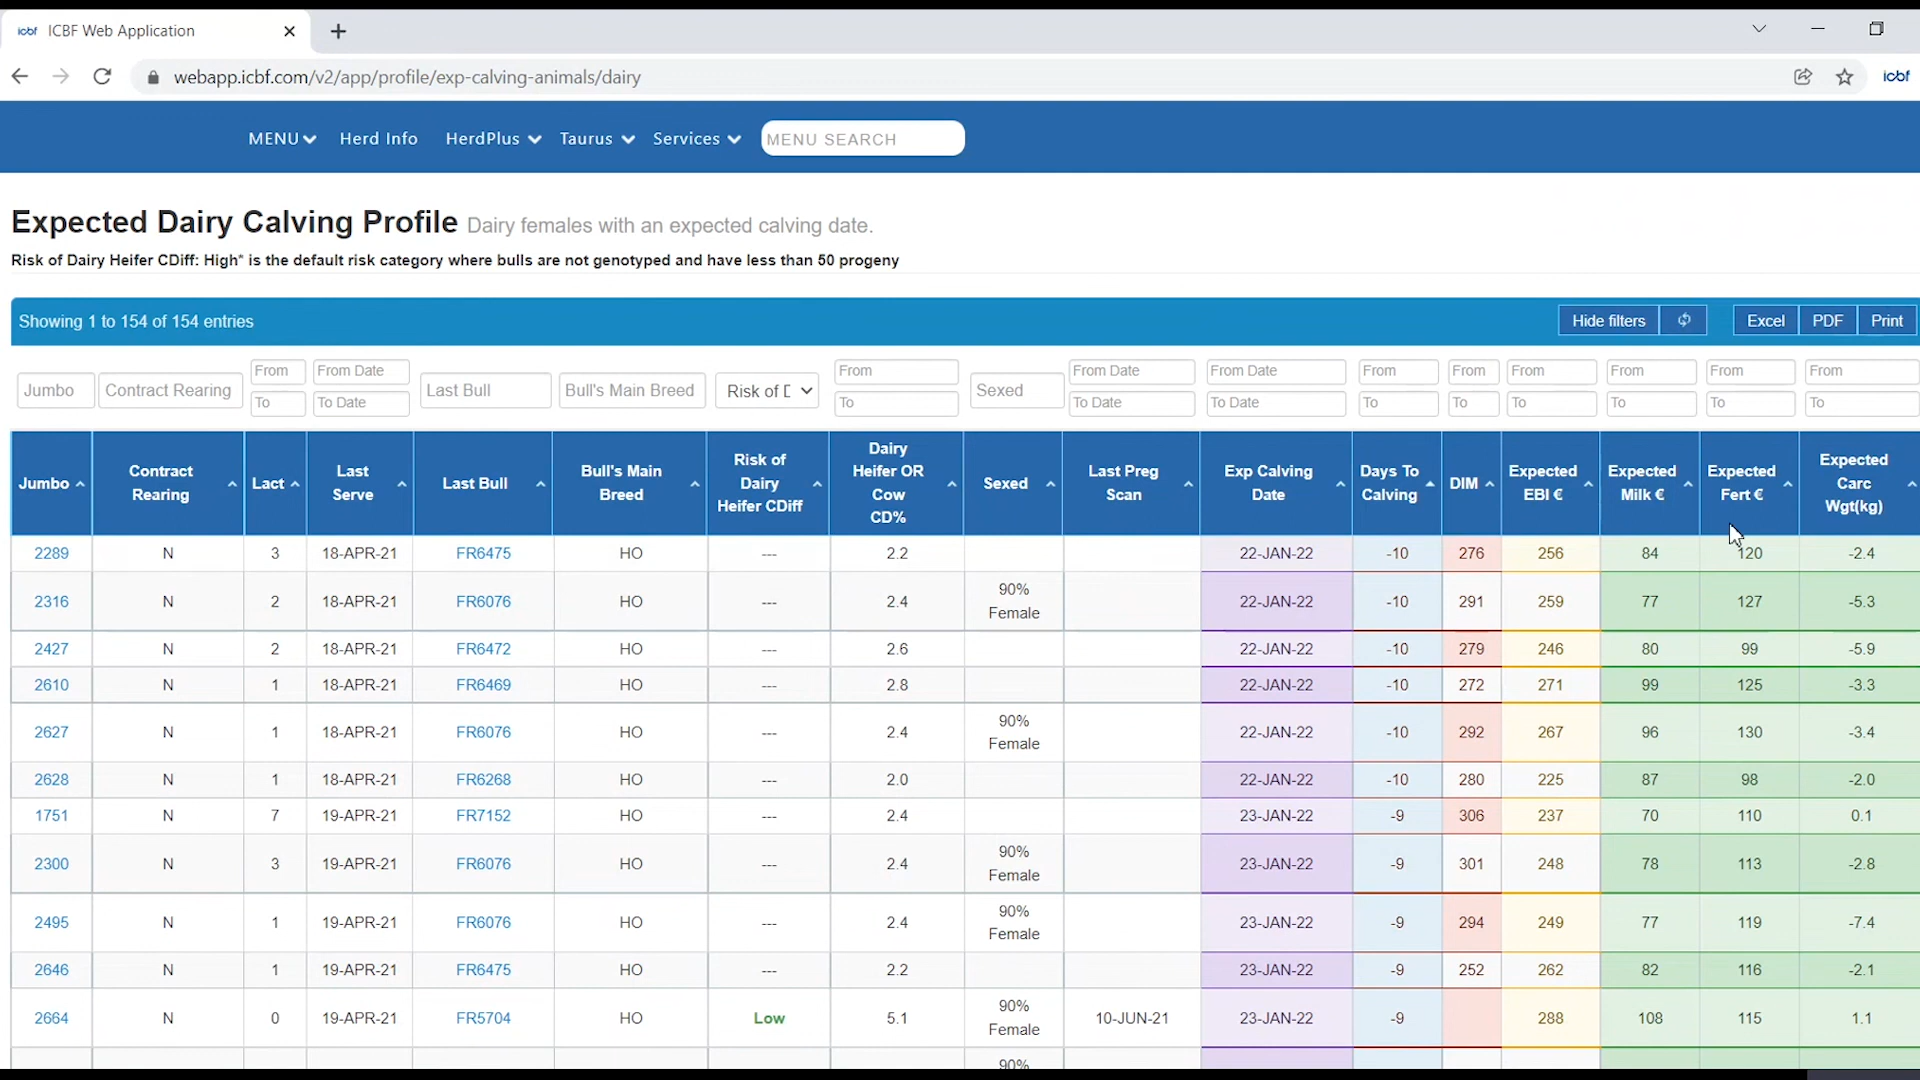 icbf ICBF Web Application
webapp.icbf.com/v2/app/profile/exp-calving-animals/dairy
icbf
MENU Herd Info HerdPlus Taurus Services MENU SEARCH
Expected Dairy Calving Profile Dairy females with an expected calving date.
Risk of Dairy Heifer CDiff: High* is the default risk category where bulls are not genotyped and have less than 50 progeny
Showing 1 to 154 of 154 entries Hide filters Excel PDF Print
From From Date From From Date From Date From From From From From From
Jumbo Contract Rearing Last Bull Bull's Main Breed Risk of D Sexed
To To Date To To Date To Date To To To To To To
Jumbo Contract Rearing Lact Last Serve Last Bull Bull's Main Breed Risk of Dairy Heifer CDiff Dairy Heifer OR Cow CD% Sexed Last Preg Scan Exp Calving Date Days To Calving DIM Expected EBI € Expected Milk € Expected Fert € Expected Carc Wgt(kg)
2289 N 3 18-APR-21 FR6475 HO --- 2.2 22-JAN-22 -10 276 256 84 120 -2.4
2316 N 2 18-APR-21 FR6076 HO --- 2.4 90% Female 22-JAN-22 -10 291 259 77 127 -5.3
2427 N 2 18-APR-21 FR6472 HO --- 2.6 22-JAN-22 -10 279 246 80 99 -5.9
2610 N 1 18-APR-21 FR6469 HO --- 2.8 22-JAN-22 -10 272 271 99 125 -3.3
2627 N 1 18-APR-21 FR6076 HO --- 2.4 90% Female 22-JAN-22 -10 292 267 96 130 -3.4
2628 N 1 18-APR-21 FR6268 HO --- 2.0 22-JAN-22 -10 280 225 87 98 -2.0
1751 N 7 19-APR-21 FR7152 HO --- 2.4 23-JAN-22 -9 306 237 70 110 0.1
2300 N 3 19-APR-21 FR6076 HO --- 2.4 90% Female 23-JAN-22 -9 301 248 78 113 -2.8
2495 N 1 19-APR-21 FR6076 HO --- 2.4 90% Female 23-JAN-22 -9 294 249 77 119 -7.4
2646 N 1 19-APR-21 FR6475 HO --- 2.2 23-JAN-22 -9 252 262 82 116 -2.1
2664 N 0 19-APR-21 FR5704 HO Low 5.1 90% Female 10-JUN-21 23-JAN-22 -9 288 108 115 1.1
90%